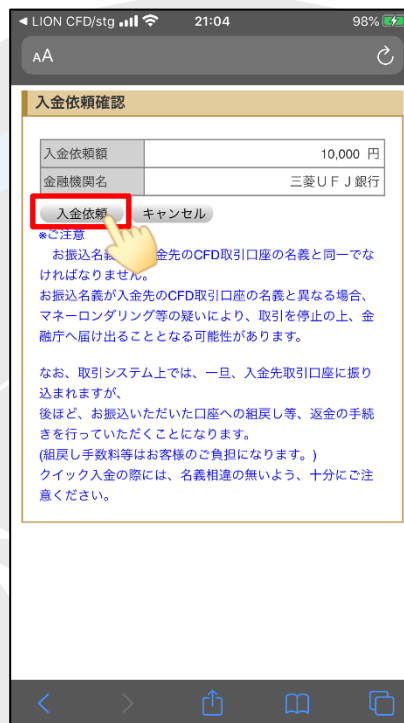 LION CFD/stg 21:04 98%
AA
入金依頼確認
入金依頼額 10,000 円
金融機関名 三菱UFJ銀行
入金依頼 キャンセル
※ご注意
お振込名 金先のCFD取引口座の名義と同一でな
ければなりません。
お振込名義が入金先のCFD取引口座の名義と異なる場合、
マネーロンダリング等の疑いにより、取引を停止の上、金
融庁へ届け出ることとなる可能性があります。
なお、取引システム上では、一旦、入金先取引口座に振り
込まれますが、
後ほど、お振込いただいた口座への組戻し等、返金の手続
きを行っていただくことになります。
(組戻し手数料等はお客様のご負担になります。)
クイック入金の際には、名義相違の無いよう、十分にご注
意ください。